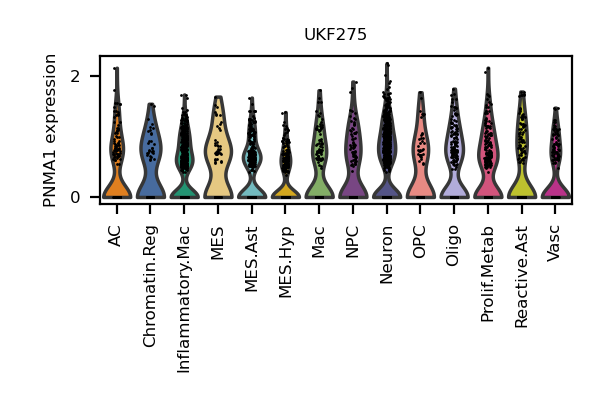 UKF275
PNMA1 expression
2
0
AC
Chromatin.Reg
Inflammatory.Mac
MES
MES.Ast
MES.Hyp
Mac
NPC
Neuron
OPC
Oligo
Prolif.Metab
Reactive.Ast
Vasc